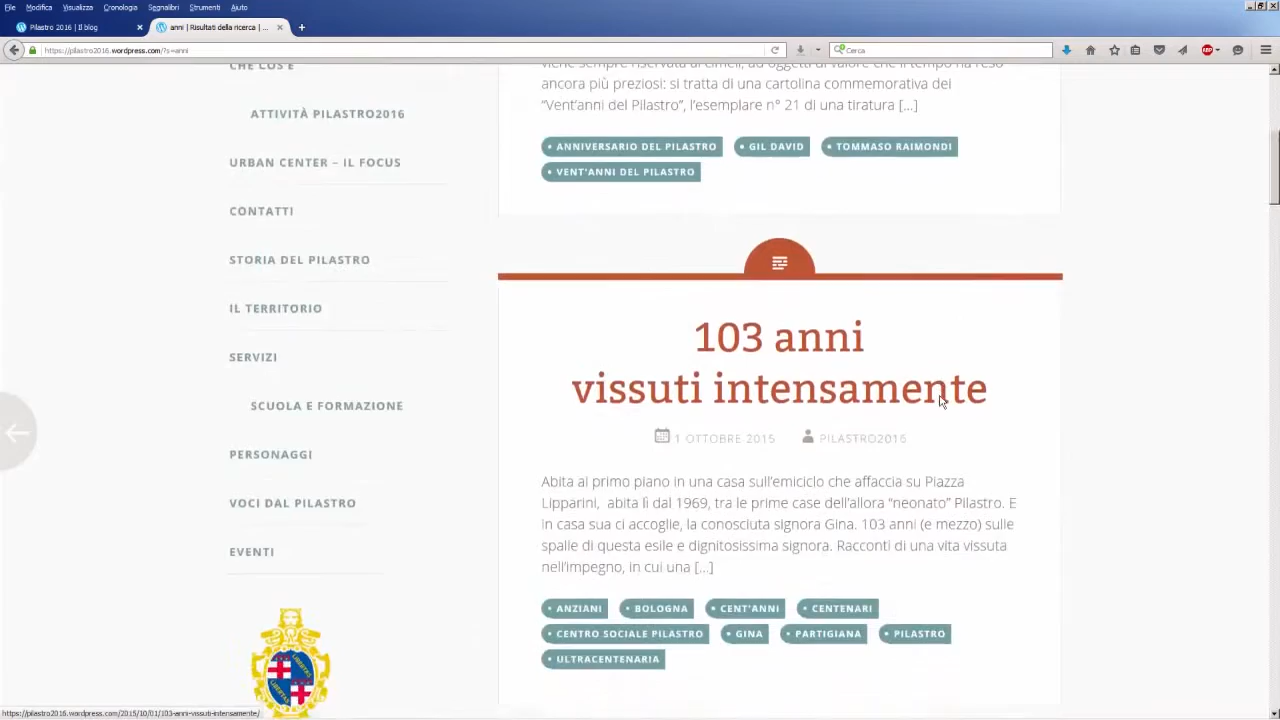 File Modifica Visualizza Cronologia Segnalibri Strumenti Aiuto
Pilastro 2016 | Il blog
anni | Risultati della ricerca | ...
https://pilastro2016.wordpress.com/?s=anni
Cerca
CHE COS'È
ATTIVITÀ PILASTRO2016
URBAN CENTER – IL FOCUS
CONTATTI
STORIA DEL PILASTRO
IL TERRITORIO
SERVIZI
SCUOLA E FORMAZIONE
PERSONAGGI
VOCI DAL PILASTRO
EVENTI
LIBERTAS
LIBERTAS
viene sempre riservata ai cimeli, ad oggetti di valore che il tempo ha reso
ancora più preziosi: si tratta di una cartolina commemorativa dei
“Vent’anni del Pilastro”, l’esemplare n° 21 di una tiratura [...]
ANNIVERSARIO DEL PILASTRO GIL DAVID TOMMASO RAIMONDI
VENT'ANNI DEL PILASTRO
103 anni
vissuti intensamente
1 OTTOBRE 2015 PILASTRO2016
Abita al primo piano in una casa sull’emiciclo che affaccia su Piazza
Lipparini, abita lì dal 1969, tra le prime case dell’allora “neonato” Pilastro. E
in casa sua ci accoglie, la conosciuta signora Gina. 103 anni (e mezzo) sulle
spalle di questa esile e dignitosissima signora. Racconti di una vita vissuta
nell’impegno, in cui una [...]
ANZIANI BOLOGNA CENT'ANNI CENTENARI
CENTRO SOCIALE PILASTRO GINA PARTIGIANA PILASTRO
ULTRACENTENARIA
https://pilastro2016.wordpress.com/2015/10/01/103-anni-vissuti-intensamente/